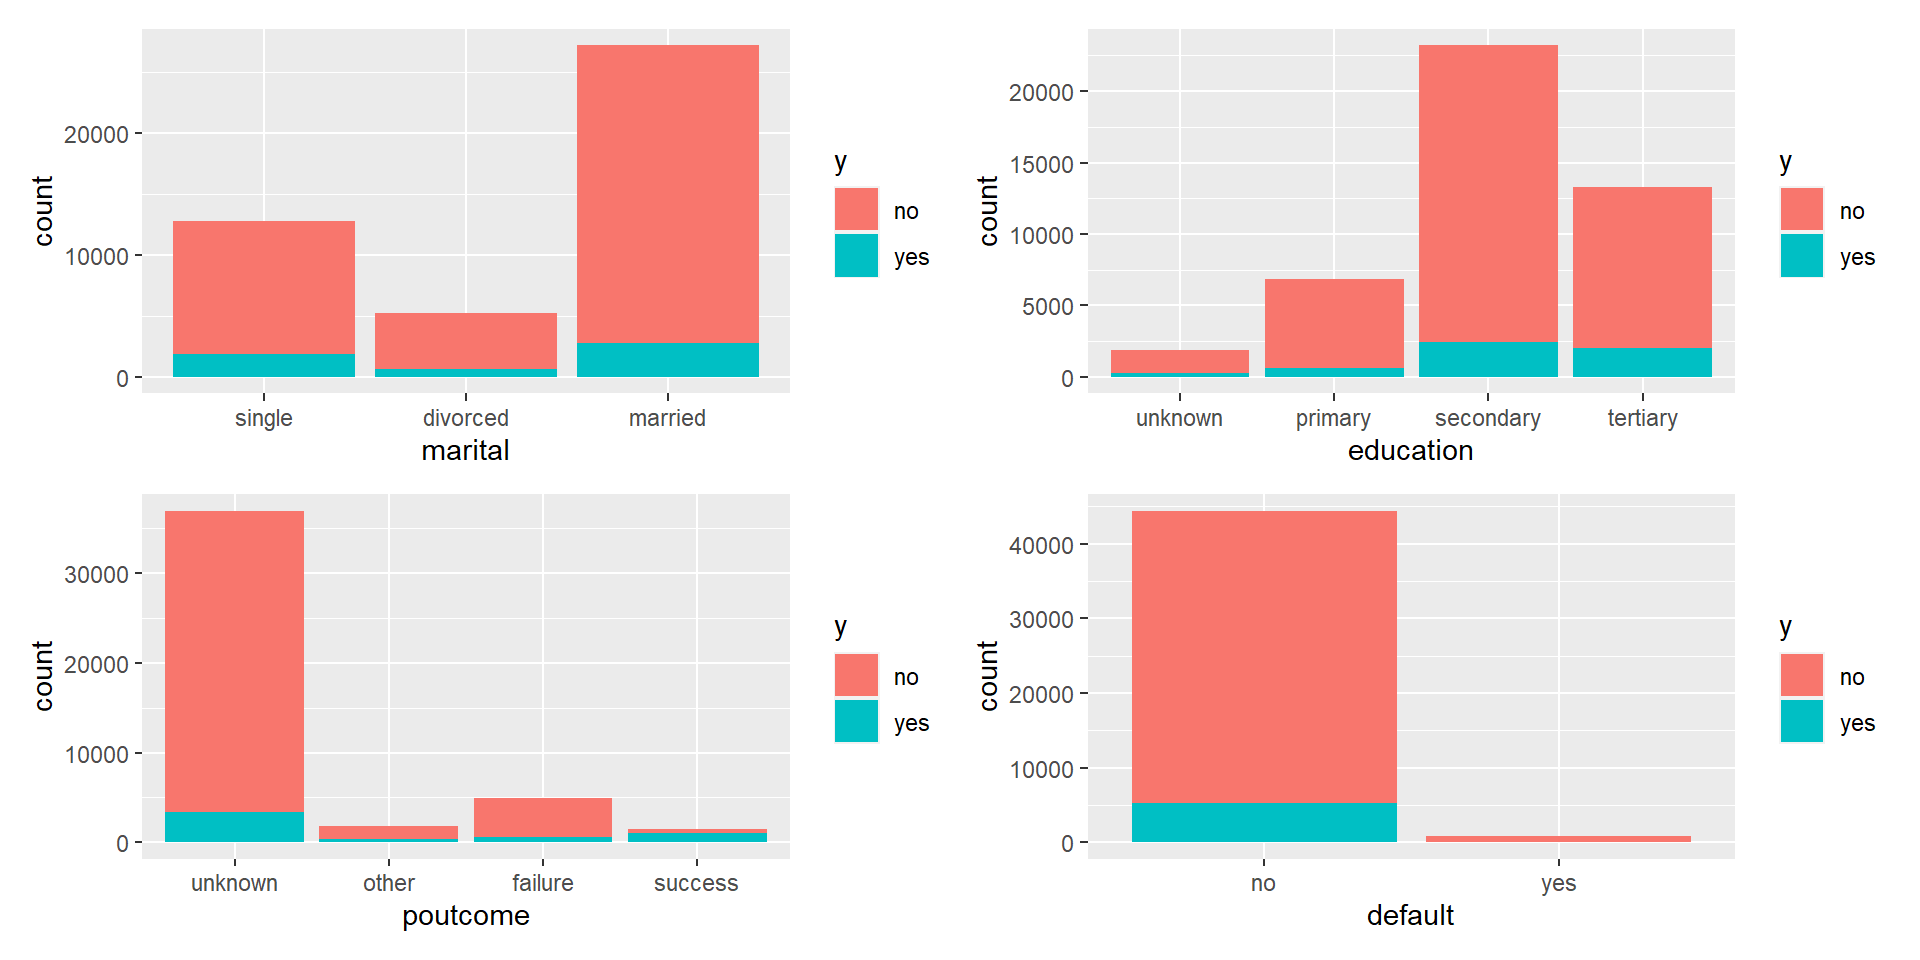 count
20000
10000
0
single divorced married
marital
y
no
yes
count
20000
15000
10000
5000
0
unknown primary secondary tertiary
education
y
no
yes
count
30000
20000
10000
0
unknown other failure success
poutcome
y
no
yes
count
40000
30000
20000
10000
0
no yes
default
y
no
yes